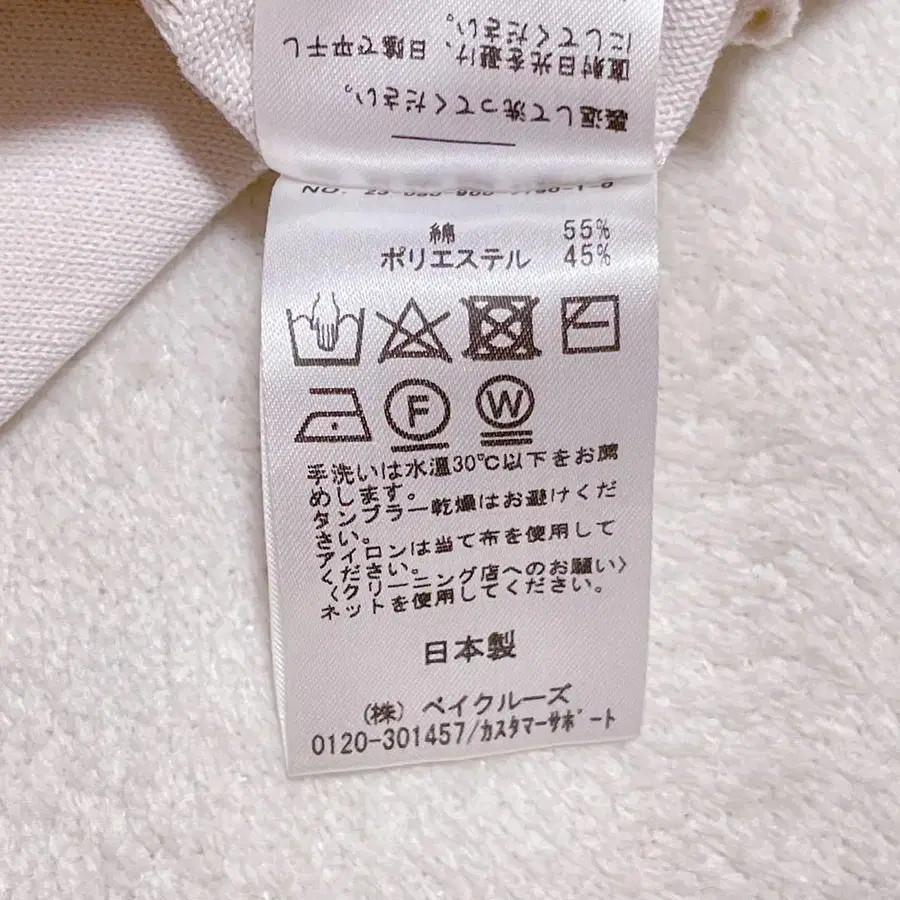 裏返して洗ってください。
直射日光を避け、日陰で平干し
にしてください。
綿 55%
ポリエステル 45%
F W
手洗いは水温30℃以下をお薦
めします。
タンブラー乾燥はお避けくだ
さい。
アイロンは当て布を使用して
ください。
〈クリーニング店へのお願い〉
ネットを使用してください。
日本製
(株) ベイクルーズ
0120-301457/カスタマーサポート